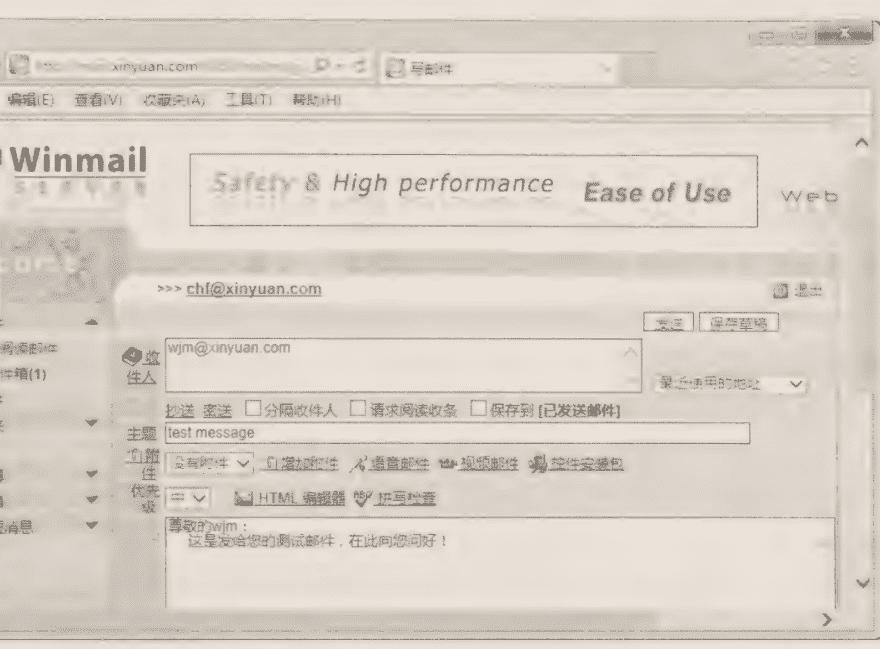 xinyuan.com
写邮件
编辑(E) 查看(V) 收藏夹(A) 工具(T) 帮助(H)
Winmail
Safety & High performance Ease of Use Web
>>> chf@xinyuan.com 退出
发送 保存草稿
收件人 wjm@xinyuan.com
件箱(1)
最近使用的地址
抄送 密送 分隔收件人 请求阅读收条 保存到 [已发送邮件]
主题 test message
附件 没有附件 增加附件 语音邮件 视频邮件 控件安装包
优先级 中 HTML 编辑器 拼写检查
尊敬的wjm：
这是发给您的测试邮件，在此向您问好！